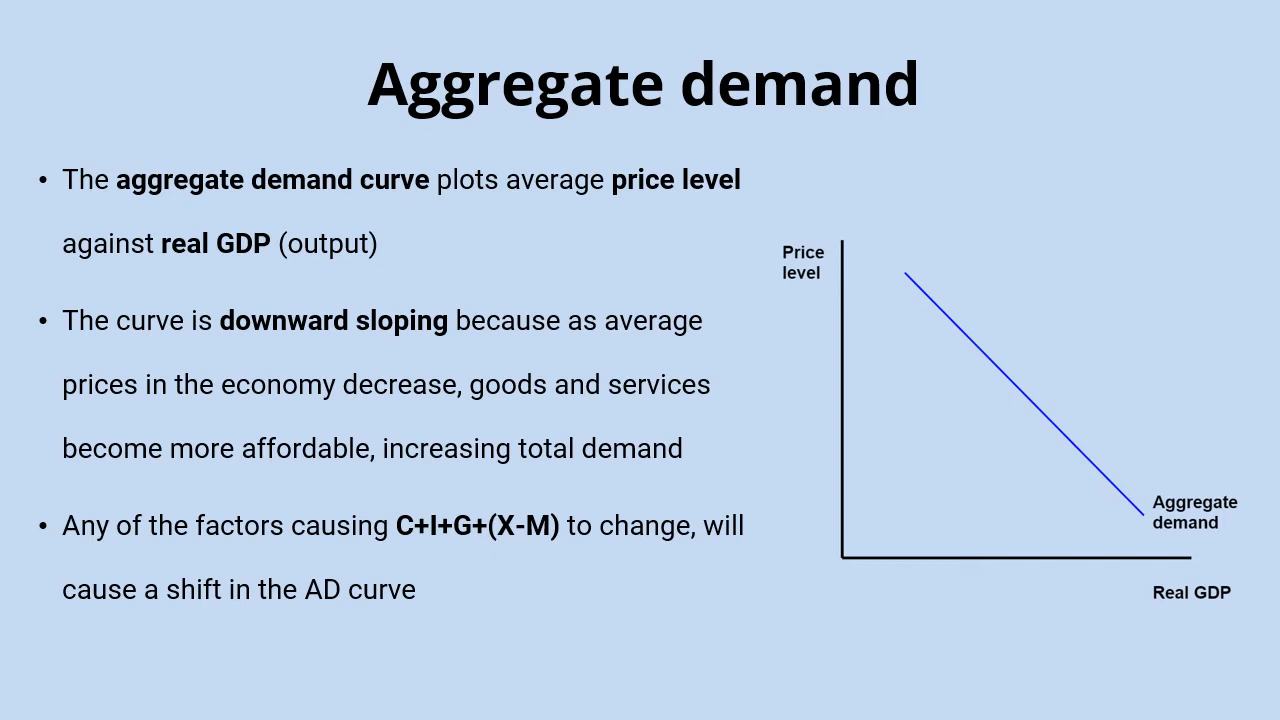 Aggregate demand
• The aggregate demand curve plots average price level
against real GDP (output)
• The curve is downward sloping because as average
prices in the economy decrease, goods and services
become more affordable, increasing total demand
• Any of the factors causing C+I+G+(X-M) to change, will
cause a shift in the AD curve
Price
level
Aggregate
demand
Real GDP